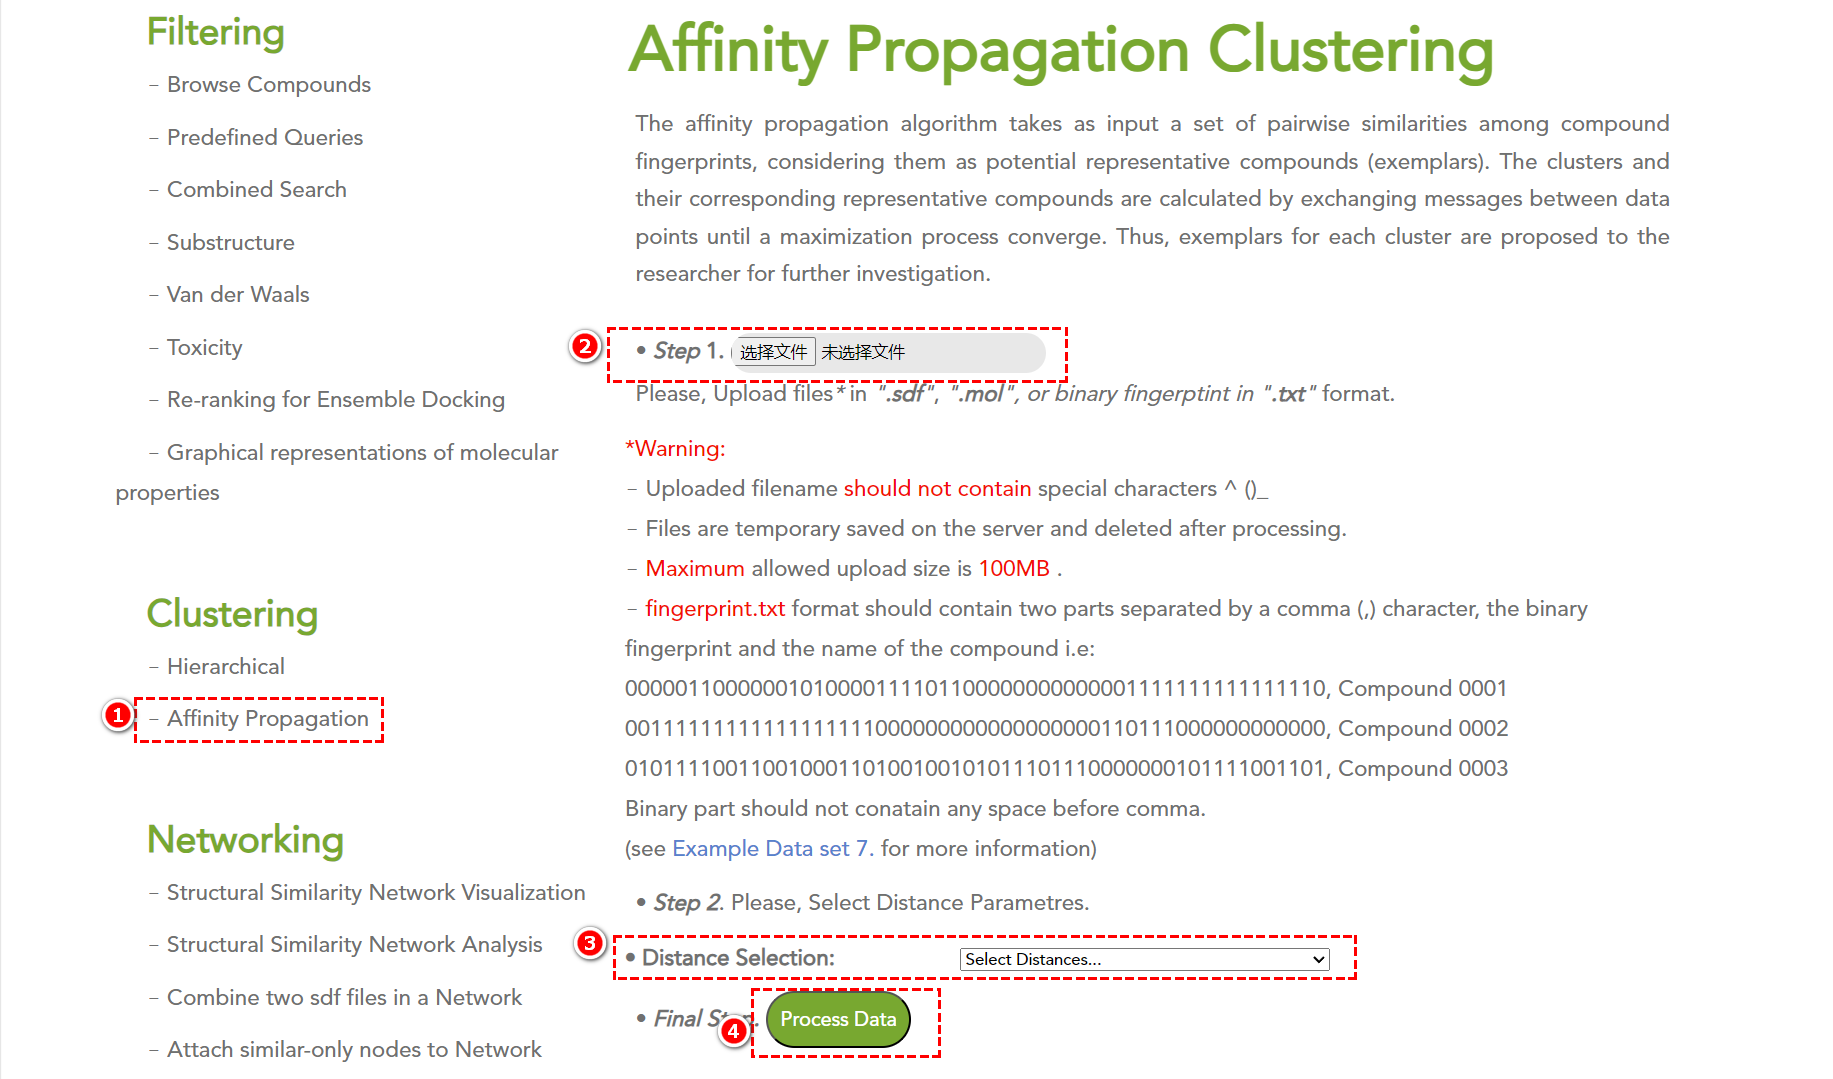 Filtering
– Browse Compounds
– Predefined Queries
– Combined Search
– Substructure
– Van der Waals
– Toxicity
– Re-ranking for Ensemble Docking
– Graphical representations of molecular
properties
Clustering
– Hierarchical
1 – Affinity Propagation
Networking
– Structural Similarity Network Visualization
– Structural Similarity Network Analysis
– Combine two sdf files in a Network
– Attach similar-only nodes to Network
Affinity Propagation Clustering
The affinity propagation algorithm takes as input a set of pairwise similarities among compound
fingerprints, considering them as potential representative compounds (exemplars). The clusters and
their corresponding representative compounds are calculated by exchanging messages between data
points until a maximization process converge. Thus, exemplars for each cluster are proposed to the
researcher for further investigation.
2 • Step 1. 选择文件 未选择文件
Please, Upload files* in ".sdf", ".mol", or binary fingerptint in ".txt" format.
*Warning:
– Uploaded filename should not contain special characters ^ ()_
– Files are temporary saved on the server and deleted after processing.
– Maximum allowed upload size is 100MB .
– fingerprint.txt format should contain two parts separated by a comma (,) character, the binary
fingerprint and the name of the compound i.e:
Compound 0001
Compound 0002
Compound 0003
Binary part should not conatain any space before comma.
(see Example Data set 7. for more information)
• Step 2. Please, Select Distance Parametres.
3 • Distance Selection: Select Distances...
• Final 4 Process Data